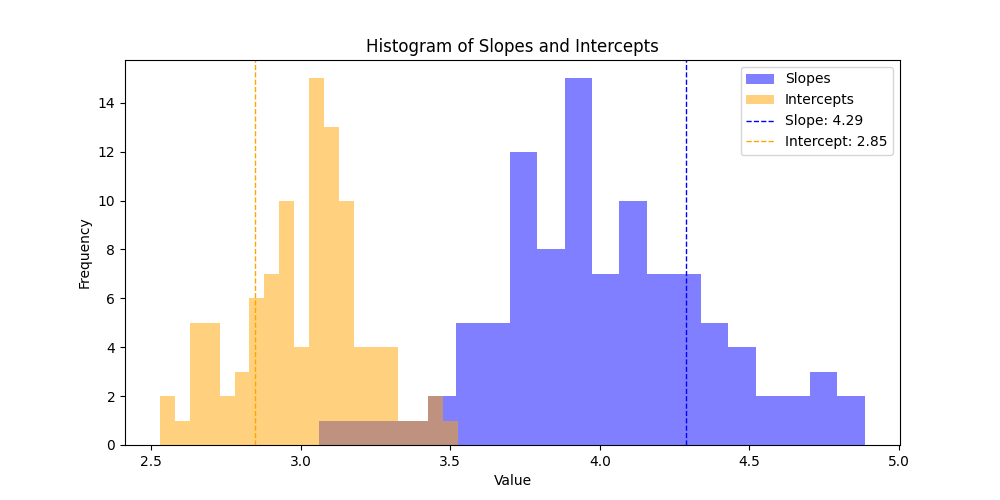 Histogram of Slopes and Intercepts
Slopes
Intercepts
Slope: 4.29
Intercept: 2.85
Frequency
14
12
10
8
6
4
2
0
2.5 3.0 3.5 4.0 4.5 5.0
Value